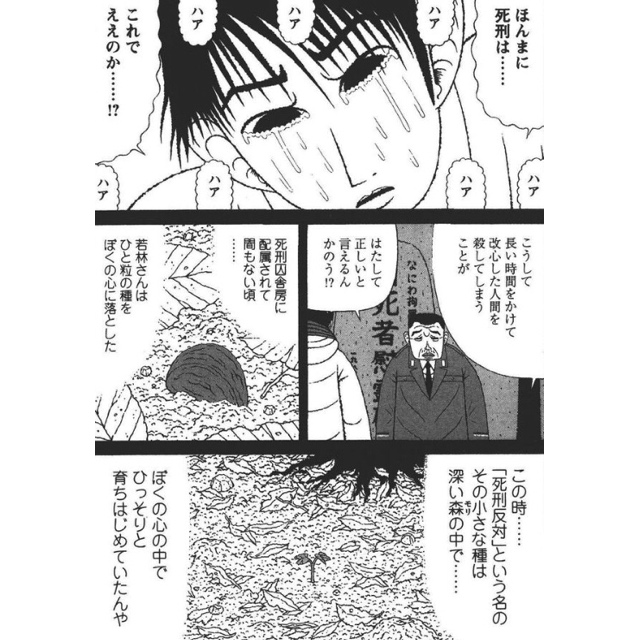 ほんまに
死刑は……
ハア
ハア
ハア
ハア
これで
ええのか……!?
ハア
ハア
ハア
ハア
こうして
長い時間をかけて
改心した人間を
殺してしまう
ことが
はたして
正しいと
言えるん
かのう!?
なにわ拘
死者慰霊
一九
死刑囚舎房に
配属されて
間もない頃
……
若林さんは
ひと粒の種を
ぼくの心に落とした
この時……
「死刑反対」という名の
その小さな種は
深い森の中で……
モリ
ぼくの心の中で
ひっそりと
育ちはじめていたんや